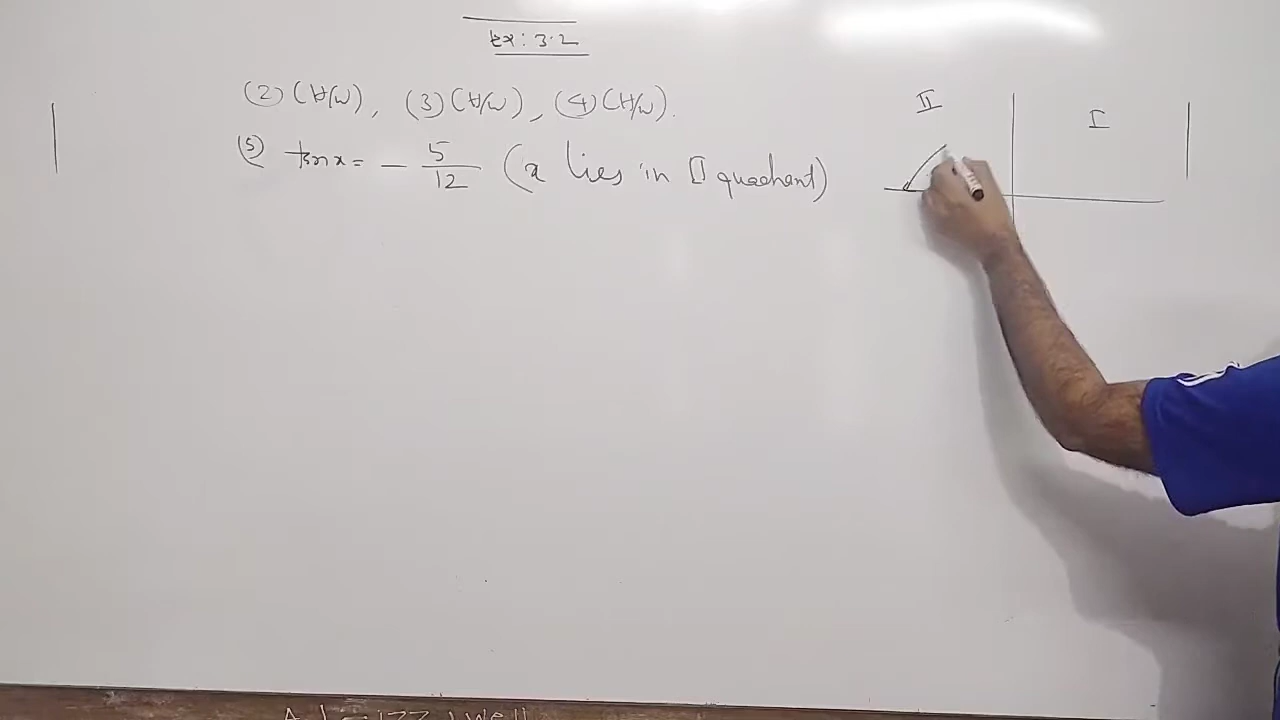 Ex: 3.2
(2) (H/W), (3) (H/W), (4) (H/W).
(5) tan x = - 5/12 (x lies in II quadrant)
II
I